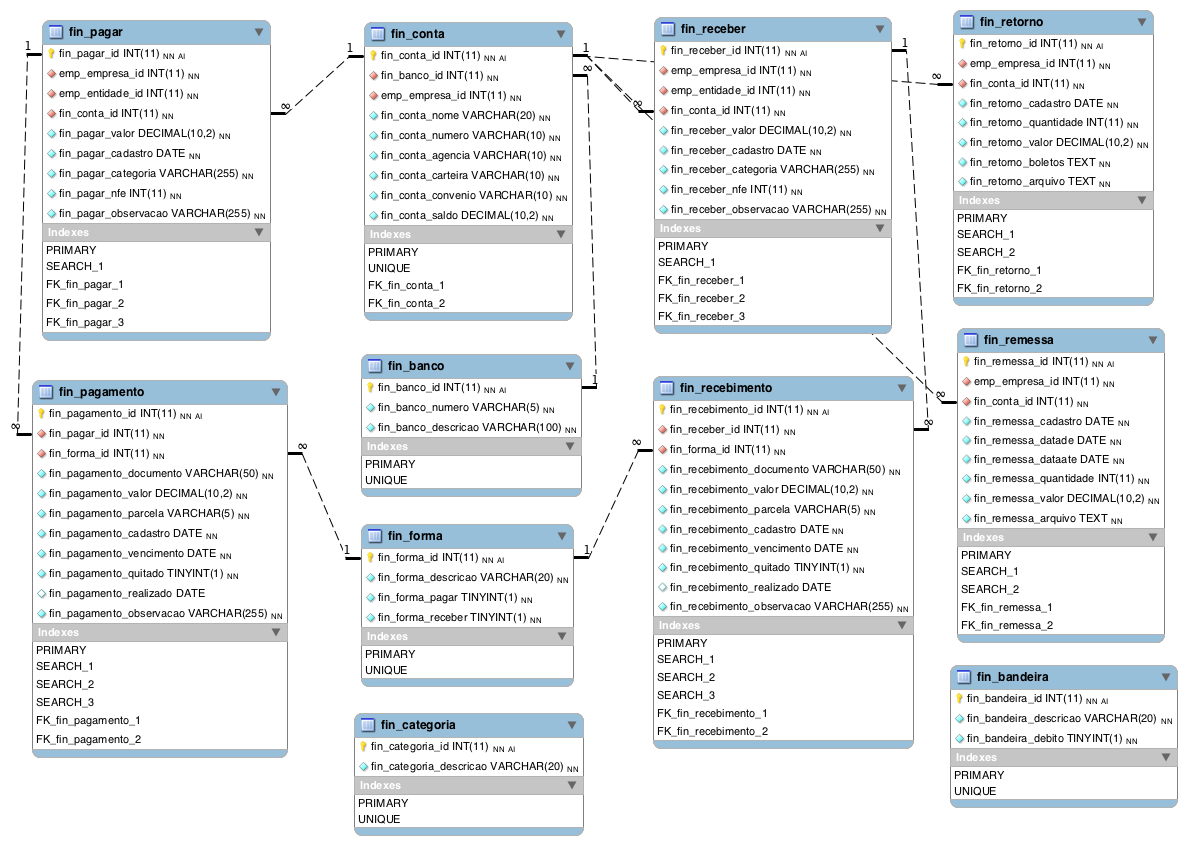 fin_pagar
fin_pagar_id INT(11) NN AI
emp_empresa_id INT(11) NN
emp_entidade_id INT(11) NN
fin_conta_id INT(11) NN
fin_pagar_valor DECIMAL(10,2) NN
fin_pagar_cadastro DATE NN
fin_pagar_categoria VARCHAR(255) NN
fin_pagar_nfe INT(11) NN
fin_pagar_observacao VARCHAR(255) NN
Indexes
PRIMARY
SEARCH_1
FK_fin_pagar_1
FK_fin_pagar_2
FK_fin_pagar_3
1
∞
∞
1
fin_conta
fin_conta_id INT(11) NN AI
fin_banco_id INT(11) NN
emp_empresa_id INT(11) NN
fin_conta_nome VARCHAR(20) NN
fin_conta_numero VARCHAR(10) NN
fin_conta_agencia VARCHAR(10) NN
fin_conta_carteira VARCHAR(10) NN
fin_conta_convenio VARCHAR(10) NN
fin_conta_saldo DECIMAL(10,2) NN
Indexes
PRIMARY
UNIQUE
FK_fin_conta_1
FK_fin_conta_2
1
∞
∞
1
fin_receber
fin_receber_id INT(11) NN AI
emp_empresa_id INT(11) NN
emp_entidade_id INT(11) NN
fin_conta_id INT(11) NN
fin_receber_valor DECIMAL(10,2) NN
fin_receber_cadastro DATE NN
fin_receber_categoria VARCHAR(255) NN
fin_receber_nfe INT(11) NN
fin_receber_observacao VARCHAR(255) NN
Indexes
PRIMARY
SEARCH_1
FK_fin_receber_1
FK_fin_receber_2
FK_fin_receber_3
1
∞
∞
∞
fin_retorno
fin_retorno_id INT(11) NN AI
emp_empresa_id INT(11) NN
fin_conta_id INT(11) NN
fin_retorno_cadastro DATE NN
fin_retorno_quantidade INT(11) NN
fin_retorno_valor DECIMAL(10,2) NN
fin_retorno_boletos TEXT NN
fin_retorno_arquivo TEXT NN
Indexes
PRIMARY
SEARCH_1
SEARCH_2
FK_fin_retorno_1
FK_fin_retorno_2
fin_pagamento
fin_pagamento_id INT(11) NN AI
fin_pagar_id INT(11) NN
fin_forma_id INT(11) NN
fin_pagamento_documento VARCHAR(50) NN
fin_pagamento_valor DECIMAL(10,2) NN
fin_pagamento_parcela VARCHAR(5) NN
fin_pagamento_cadastro DATE NN
fin_pagamento_vencimento DATE NN
fin_pagamento_quitado TINYINT(1) NN
fin_pagamento_realizado DATE
fin_pagamento_observacao VARCHAR(255) NN
Indexes
PRIMARY
SEARCH_1
SEARCH_2
SEARCH_3
FK_fin_pagamento_1
FK_fin_pagamento_2
∞
1
fin_banco
fin_banco_id INT(11) NN AI
fin_banco_numero VARCHAR(5) NN
fin_banco_descricao VARCHAR(100) NN
Indexes
PRIMARY
UNIQUE
fin_forma
fin_forma_id INT(11) NN AI
fin_forma_descricao VARCHAR(20) NN
fin_forma_pagar TINYINT(1) NN
fin_forma_receber TINYINT(1) NN
Indexes
PRIMARY
UNIQUE
1
∞
fin_categoria
fin_categoria_id INT(11) NN AI
fin_categoria_descricao VARCHAR(20) NN
Indexes
PRIMARY
UNIQUE
fin_recebimento
fin_recebimento_id INT(11) NN AI
fin_receber_id INT(11) NN
fin_forma_id INT(11) NN
fin_recebimento_documento VARCHAR(50) NN
fin_recebimento_valor DECIMAL(10,2) NN
fin_recebimento_parcela VARCHAR(5) NN
fin_recebimento_cadastro DATE NN
fin_recebimento_vencimento DATE NN
fin_recebimento_quitado TINYINT(1) NN
fin_recebimento_realizado DATE
fin_recebimento_observacao VARCHAR(255) NN
Indexes
PRIMARY
SEARCH_1
SEARCH_2
SEARCH_3
FK_fin_recebimento_1
FK_fin_recebimento_2
∞
fin_remessa
fin_remessa_id INT(11) NN AI
emp_empresa_id INT(11) NN
fin_conta_id INT(11) NN
fin_remessa_cadastro DATE NN
fin_remessa_datade DATE NN
fin_remessa_dataate DATE NN
fin_remessa_quantidade INT(11) NN
fin_remessa_valor DECIMAL(10,2) NN
fin_remessa_arquivo TEXT NN
Indexes
PRIMARY
SEARCH_1
SEARCH_2
FK_fin_remessa_1
FK_fin_remessa_2
fin_bandeira
fin_bandeira_id INT(11) NN AI
fin_bandeira_descricao VARCHAR(20) NN
fin_bandeira_debito TINYINT(1) NN
Indexes
PRIMARY
UNIQUE